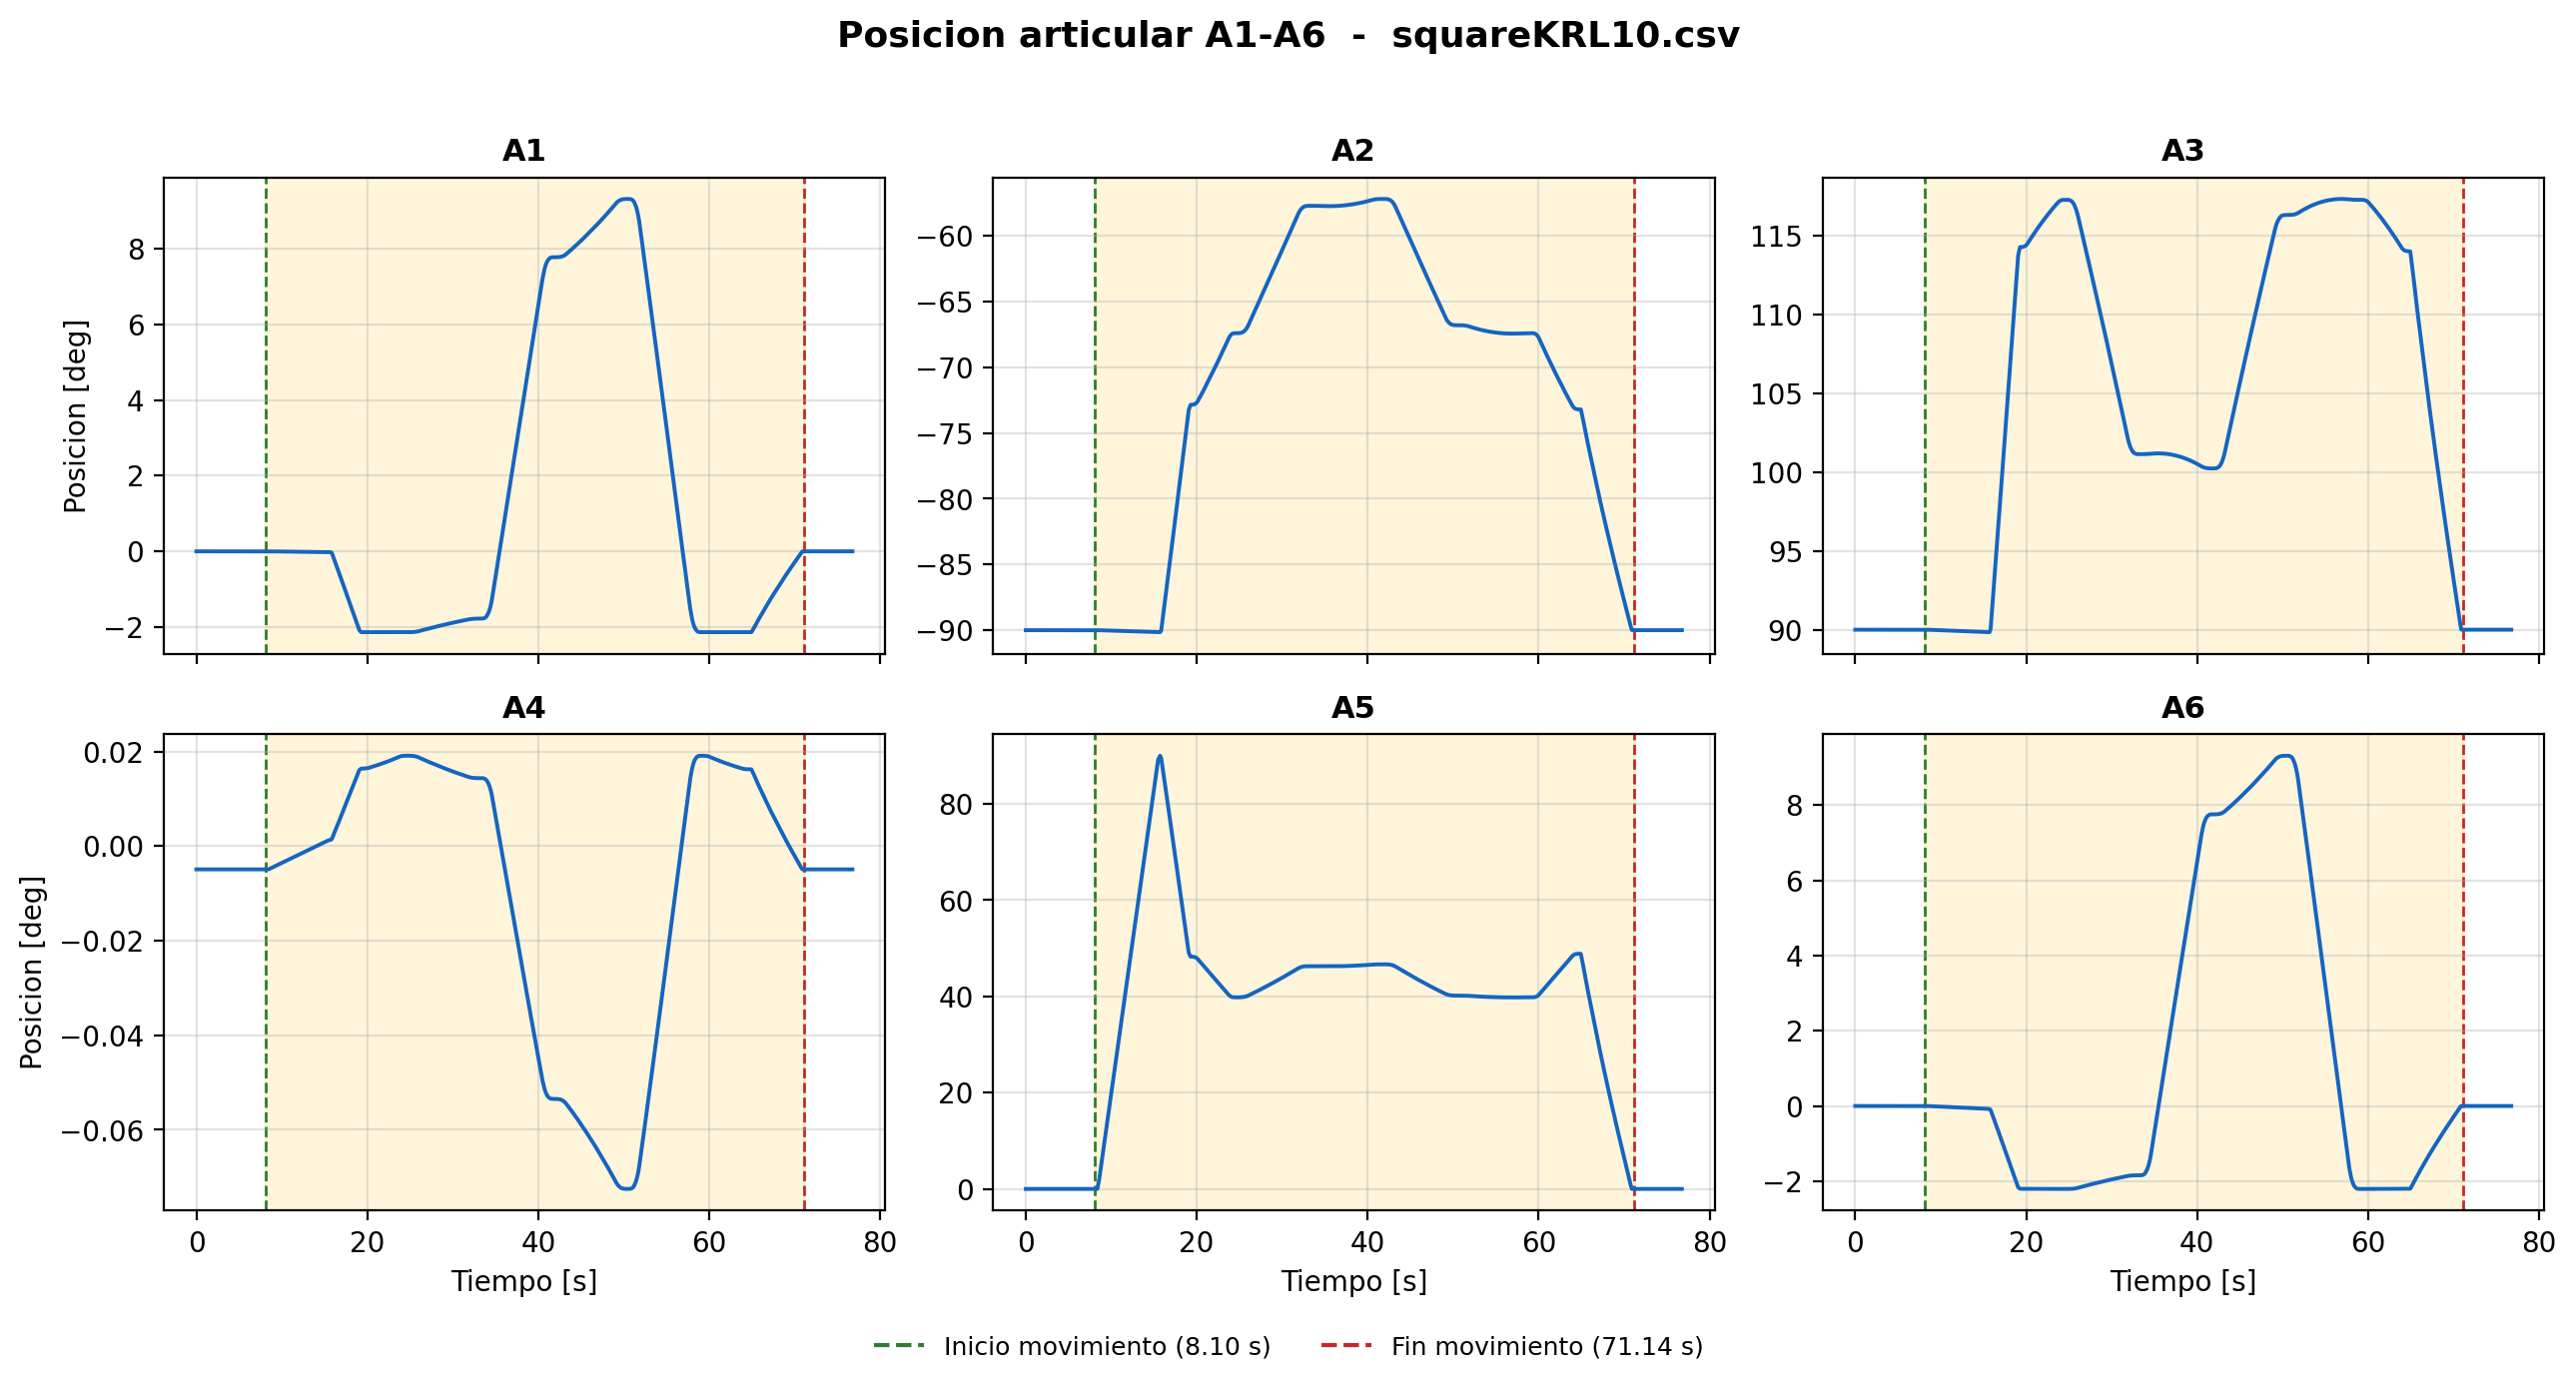 Posicion articular A1-A6 - squareKRL10.csv
A1
A2
A3
Posicion [deg]
8
6
4
2
0
−2
−60
−65
−70
−75
−80
−85
−90
115
110
105
100
95
90
A4
A5
A6
Posicion [deg]
0.02
0.00
−0.02
−0.04
−0.06
80
60
40
20
0
8
6
4
2
0
−2
0 20 40 60 80
0 20 40 60 80
0 20 40 60 80
Tiempo [s]
Tiempo [s]
Tiempo [s]
Inicio movimiento (8.10 s)
Fin movimiento (71.14 s)